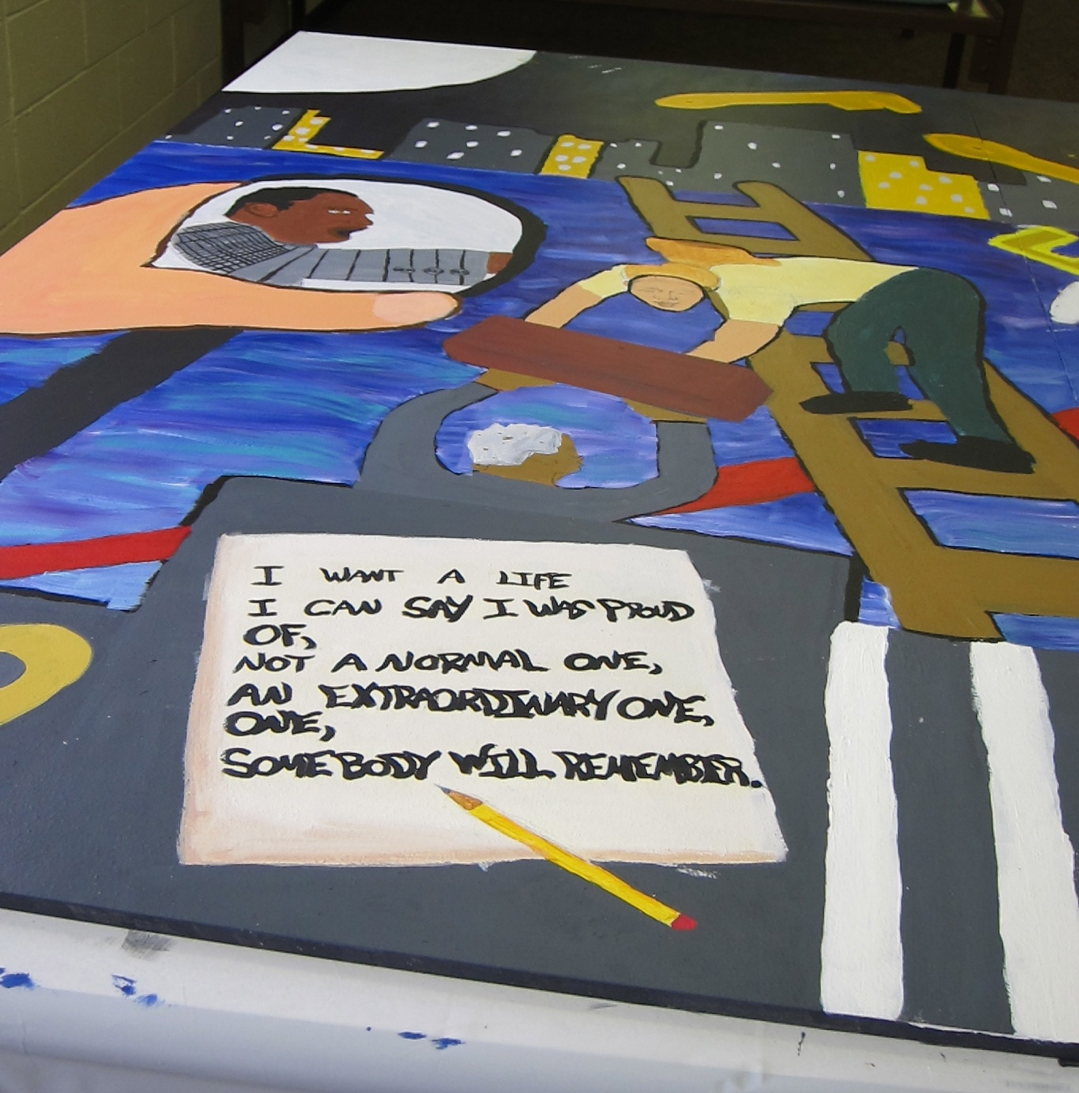 I WANT A LIFE
I CAN SAY I WAS PROUD
OF,
NOT A NORMAL ONE,
AN EXTRAORDINARY ONE,
ONE,
SOMEBODY WILL REMEMBER.